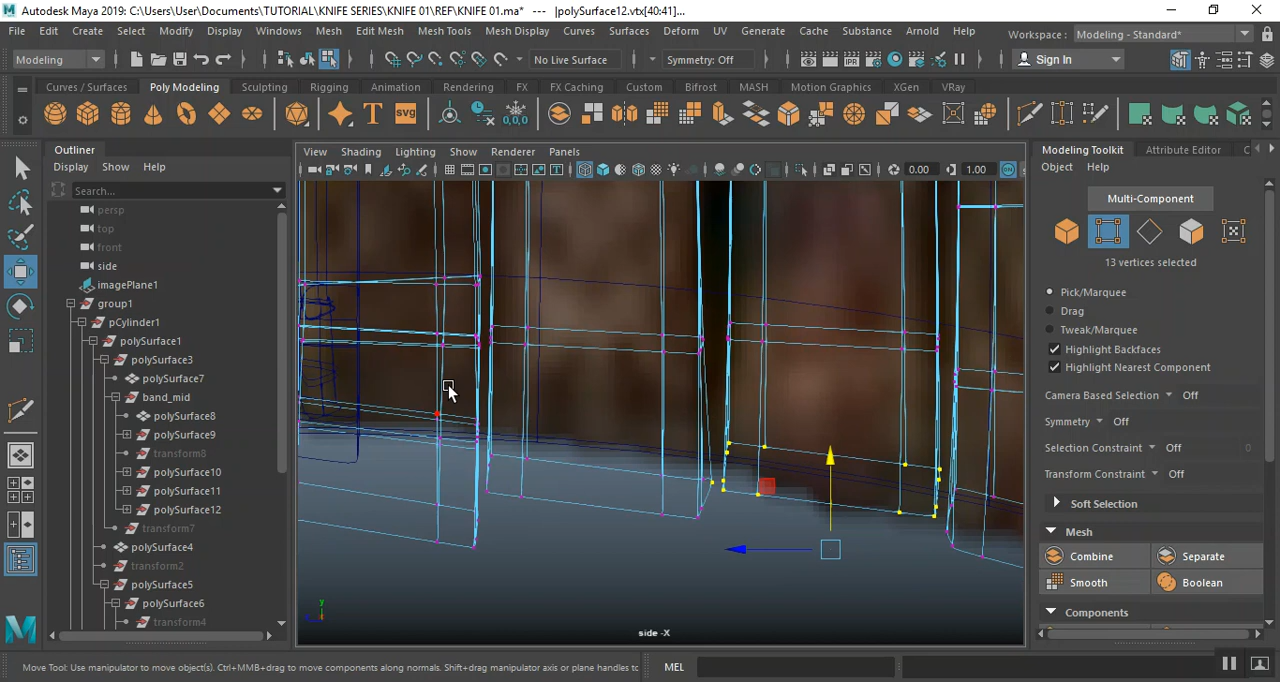 Autodesk Maya 2019: C:\Users\User\Documents\TUTORIAL\KNIFE SERIES\KNIFE 01\REF\KNIFE 01.ma* --- |polySurface12.vtx[40:41]...
File Edit Create Select Modify Display Windows Mesh Edit Mesh Mesh Tools Mesh Display Curves Surfaces Deform UV Generate Cache Substance Arnold Help Workspace: Modeling - Standard*
Modeling No Live Surface Symmetry: Off Sign In
Curves / Surfaces Poly Modeling Sculpting Rigging Animation Rendering FX FX Caching Custom Bifrost MASH Motion Graphics XGen VRay
T SVG 0,0,0
Outliner
Display Show Help
Search...
persp
top
front
side
imagePlane1
group1
pCylinder1
polySurface1
polySurface3
polySurface7
band_mid
polySurface8
polySurface9
transform8
polySurface10
polySurface11
polySurface12
transform7
polySurface4
transform2
polySurface5
polySurface6
transform4
View Shading Lighting Show Renderer Panels
0.00 1.00
y
side -X
Modeling Toolkit Attribute Editor C
Object Help
Multi-Component
13 vertices selected
Pick/Marquee
Drag
Tweak/Marquee
Highlight Backfaces
Highlight Nearest Component
Camera Based Selection Off
Symmetry Off
Selection Constraint Off 0
Transform Constraint Off
Soft Selection
Mesh
Combine Separate
Smooth Boolean
Components
Move Tool: Use manipulator to move object(s). Ctrl+MMB+drag to move components along normals. Shift+drag manipulator axis or plane handles to
MEL